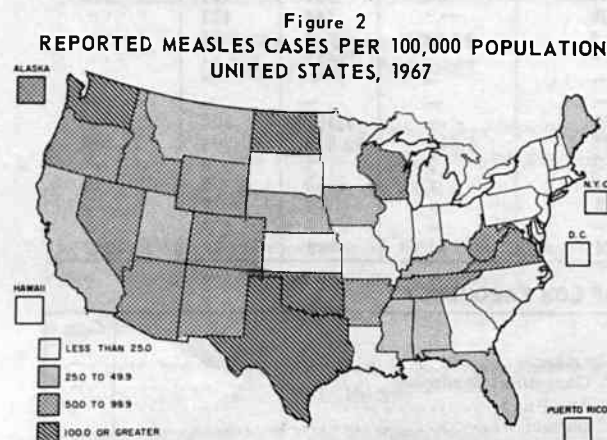 Figure 2
REPORTED MEASLES CASES PER 100,000 POPULATION
UNITED STATES, 1967
ALASKA
N.Y.C.
D.C.
HAWAII
LESS THAN 25.0
25.0 TO 49.9
50.0 TO 99.9
100.0 OR GREATER
PUERTO RICO